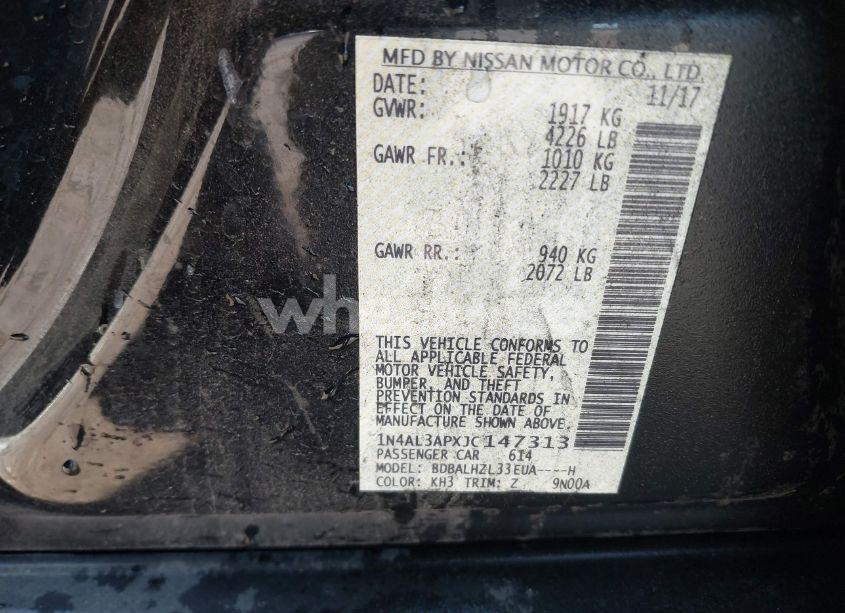 MFD BY NISSAN MOTOR CO., LTD.
DATE: 11/17
GVWR: 1917 KG
4226 LB
GAWR FR.: 1010 KG
2227 LB
GAWR RR.: 940 KG
2072 LB
wh
THIS VEHICLE CONFORMS TO
ALL APPLICABLE FEDERAL
MOTOR VEHICLE SAFETY,
BUMPER, AND THEFT
PREVENTION STANDARDS IN
EFFECT ON THE DATE OF
MANUFACTURE SHOWN ABOVE.
1N4AL3APXJC147313
PASSENGER CAR 614
MODEL: BDBALHZL33EUA----H
COLOR: KH3 TRIM: Z 9N00A